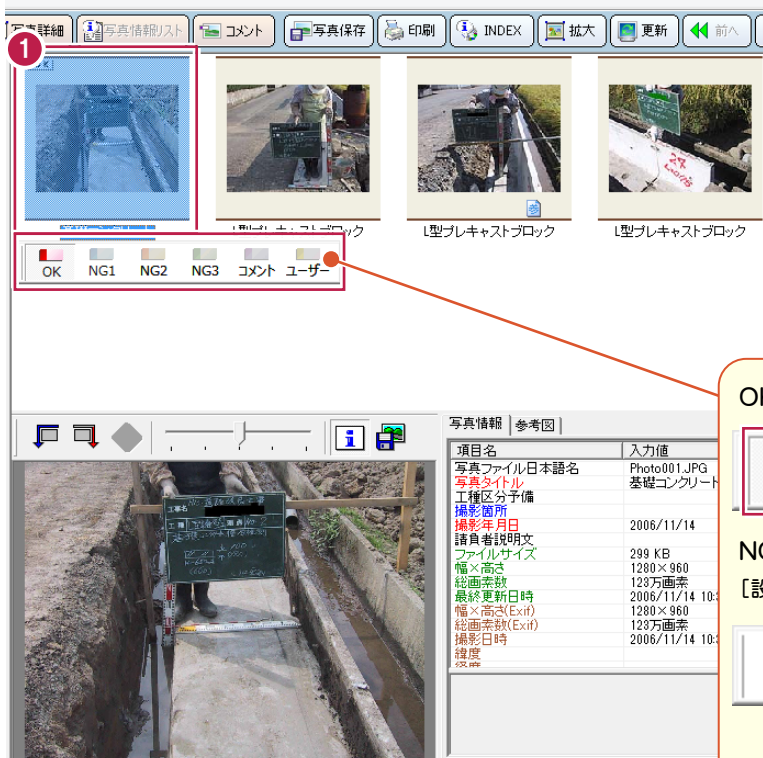 写真詳細 写真情報リスト コメント 写真保存 印刷 INDEX 拡大 更新 前へ
1
OK
L型プレキャストブロック L型プレキャストブロック L型プレキャストブロック
OK NG1 NG2 NG3 コメント ユーザー
写真情報 参考図
項目名 入力値
写真ファイル日本語名 Photo001.JPG
写真タイトル 基礎コンクリート
工種区分予備
撮影箇所
撮影年月日 2006/11/14
請負者説明文
ファイルサイズ 299 KB
幅×高さ 1280×960
総画素数 123万画素
最終更新日時 2006/11/14 10:
幅×高さ(Exif) 1280×960
総画素数(Exif) 123万画素
撮影日時 2006/11/14 10:
緯度
経度
工事名
工種